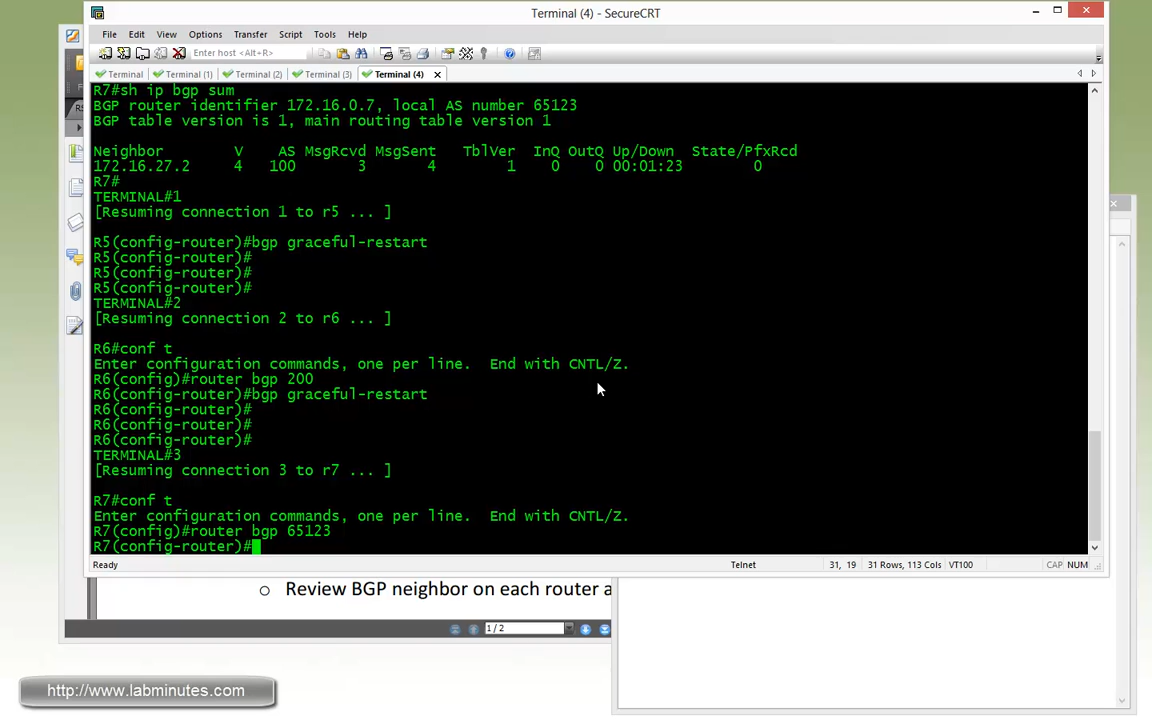 Terminal (4) - SecureCRT
File Edit View Options Transfer Script Tools Help
Enter host <Alt+R>
Terminal Terminal (1) Terminal (2) Terminal (3) Terminal (4)
R7#sh ip bgp sum
BGP router identifier 172.16.0.7, local AS number 65123
BGP table version is 1, main routing table version 1
Neighbor V AS MsgRcvd MsgSent TblVer InQ OutQ Up/Down State/PfxRcd
172.16.27.2 4 100 3 4 1 0 0 00:01:23 0
R7#
TERMINAL#1
[Resuming connection 1 to r5 ... ]
R5(config-router)#bgp graceful-restart
R5(config-router)#
R5(config-router)#
R5(config-router)#
TERMINAL#2
[Resuming connection 2 to r6 ... ]
R6#conf t
Enter configuration commands, one per line. End with CNTL/Z.
R6(config)#router bgp 200
R6(config-router)#bgp graceful-restart
R6(config-router)#
R6(config-router)#
R6(config-router)#
TERMINAL#3
[Resuming connection 3 to r7 ... ]
R7#conf t
Enter configuration commands, one per line. End with CNTL/Z.
R7(config)#router bgp 65123
R7(config-router)#
Ready Telnet 31, 19 31 Rows, 113 Cols VT100 CAP NUM
o Review BGP neighbor on each router a
1 / 2
http://www.labminutes.com